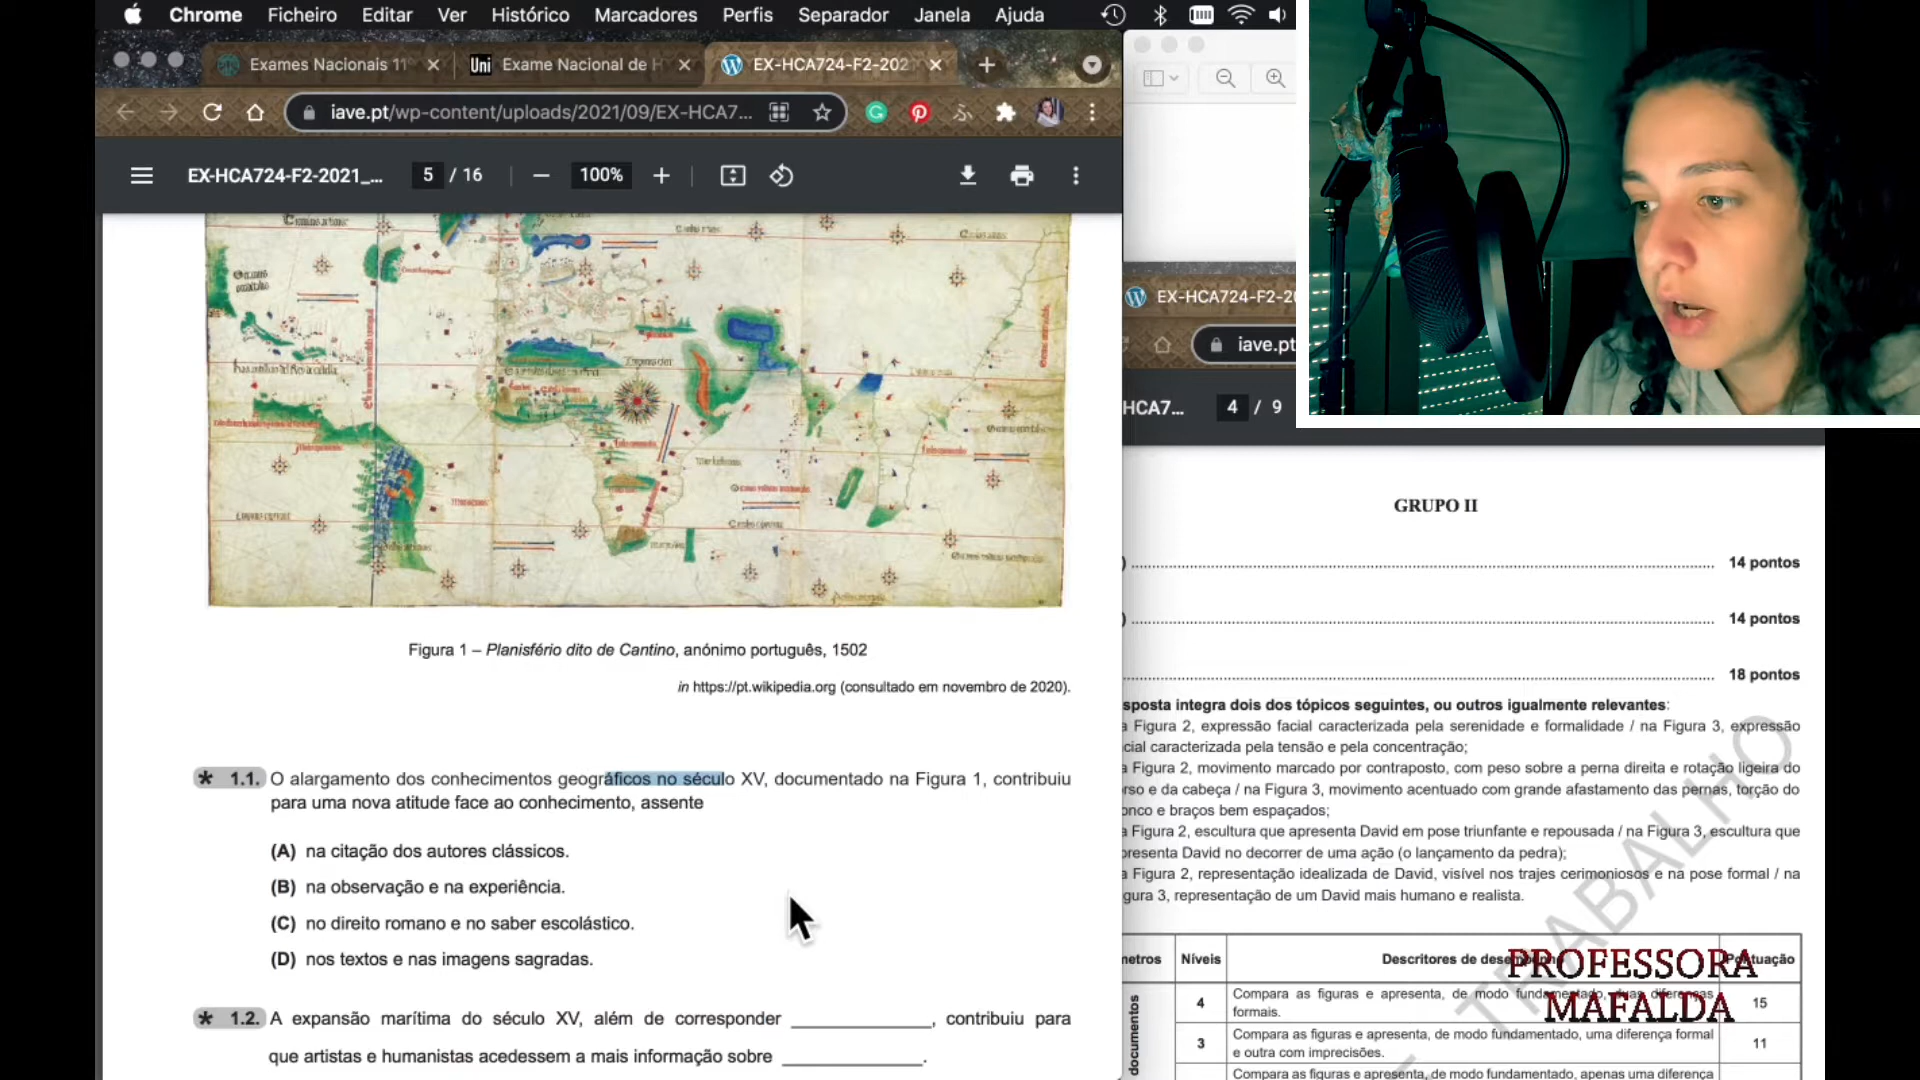 Chrome Ficheiro Editar Ver Histórico Marcadores Perfis Separador Janela Ajuda
Exames Nacionais 11º
Uni Exame Nacional de H
EX-HCA724-F2-202
iave.pt/wp-content/uploads/2021/09/EX-HCA7...
EX-HCA724-F2-2021_... 5 / 16 100%
Figura 1 – Planisfério dito de Cantino, anónimo português, 1502
in https://pt.wikipedia.org (consultado em novembro de 2020).
* 1.1. O alargamento dos conhecimentos geográficos no século XV, documentado na Figura 1, contribuiu
para uma nova atitude face ao conhecimento, assente
(A) na citação dos autores clássicos.
(B) na observação e na experiência.
(C) no direito romano e no saber escolástico.
(D) nos textos e nas imagens sagradas.
* 1.2. A expansão marítima do século XV, além de corresponder ______________, contribuiu para
que artistas e humanistas acedessem a mais informação sobre ______________.
EX-HCA724-F2-20
iave.pt
HCA7... 4 / 9
GRUPO II
) .......... 14 pontos
) .......... 14 pontos
.......... 18 pontos
sposta integra dois dos tópicos seguintes, ou outros igualmente relevantes:
a Figura 2, expressão facial caracterizada pela serenidade e formalidade / na Figura 3, expressão
cial caracterizada pela tensão e pela concentração;
a Figura 2, movimento marcado por contraposto, com peso sobre a perna direita e rotação ligeira do
rso e da cabeça / na Figura 3, movimento acentuado com grande afastamento das pernas, torção do
onco e braços bem espaçados;
a Figura 2, escultura que apresenta David em pose triunfante e repousada / na Figura 3, escultura que
presenta David no decorrer de uma ação (o lançamento da pedra);
a Figura 2, representação idealizada de David, visível nos trajes cerimoniosos e na pose formal / na
gura 3, representação de um David mais humano e realista.
TRABALHO
metros Níveis Descritores de desempenho Pontuação
documentos
4 Compara as figuras e apresenta, de modo fundamentado, duas diferenças
formais. 15
3 Compara as figuras e apresenta, de modo fundamentado, uma diferença formal
e outra com imprecisões. 11
Compara as figuras e apresenta, de modo fundamentado, apenas uma diferença
PROFESSORA
MAFALDA